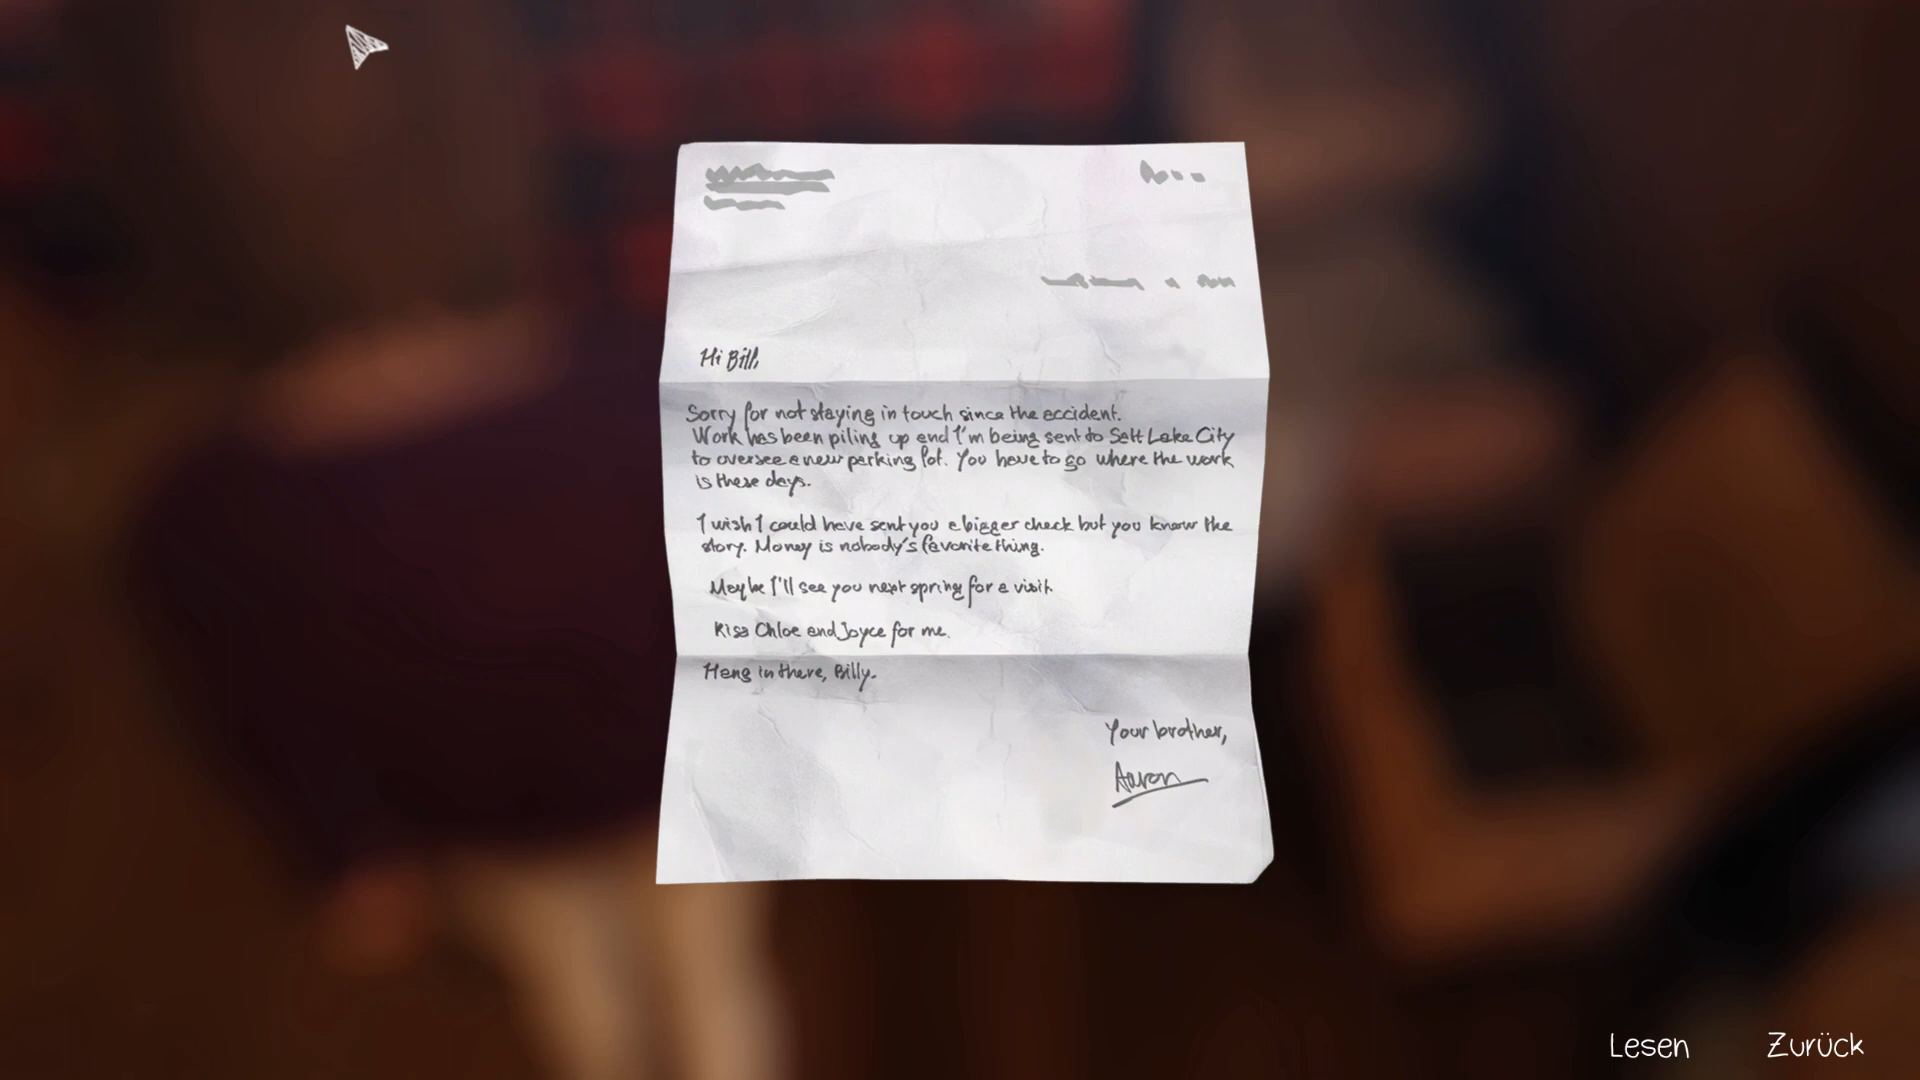 Hi Bill,
Sorry for not staying in touch since the accident.
Work has been piling up and I'm being sent to Salt Lake City
to oversee a new parking lot. You have to go where the work
is these days.
I wish I could have sent you a bigger check but you know the
story. Money is nobody's favorite thing.
Maybe I'll see you next spring for a visit.
Kiss Chloe and Joyce for me.
Hang in there, Billy.
Your brother,
Aaron
Lesen Zurück